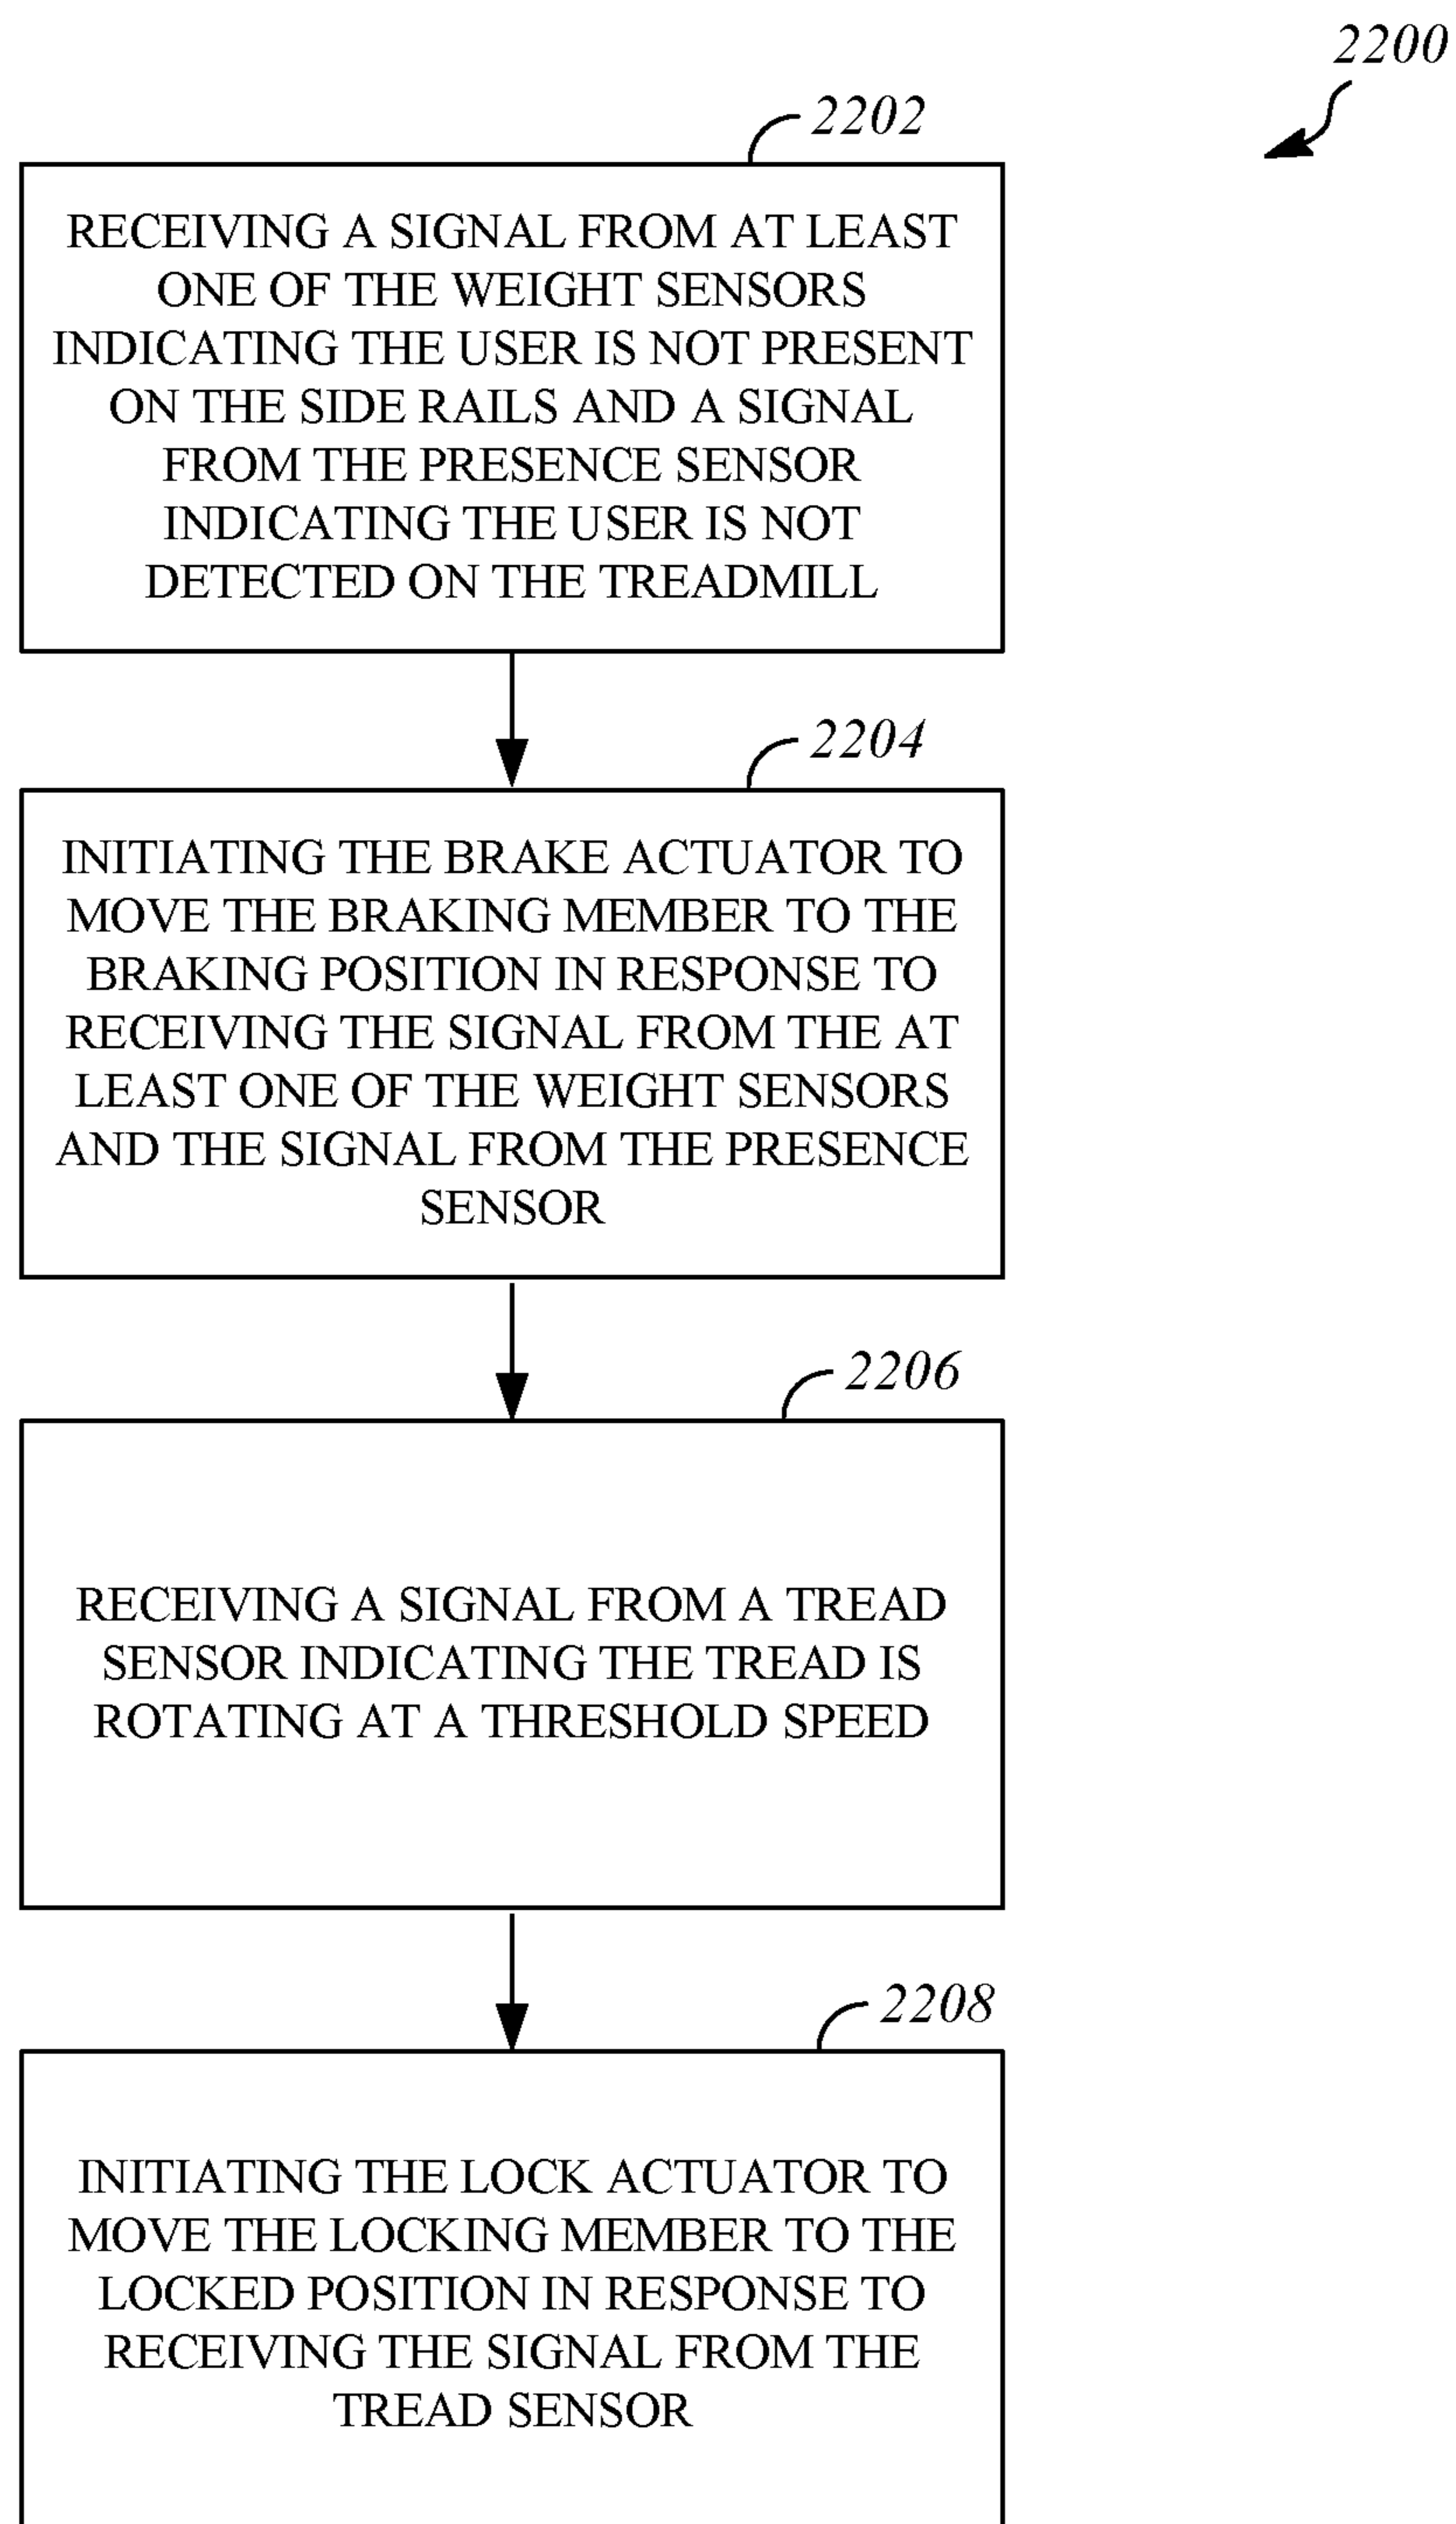 2200
2202
RECEIVING A SIGNAL FROM AT LEAST
ONE OF THE WEIGHT SENSORS
INDICATING THE USER IS NOT PRESENT
ON THE SIDE RAILS AND A SIGNAL
FROM THE PRESENCE SENSOR
INDICATING THE USER IS NOT
DETECTED ON THE TREADMILL
2204
INITIATING THE BRAKE ACTUATOR TO
MOVE THE BRAKING MEMBER TO THE
BRAKING POSITION IN RESPONSE TO
RECEIVING THE SIGNAL FROM THE AT
LEAST ONE OF THE WEIGHT SENSORS
AND THE SIGNAL FROM THE PRESENCE
SENSOR
2206
RECEIVING A SIGNAL FROM A TREAD
SENSOR INDICATING THE TREAD IS
ROTATING AT A THRESHOLD SPEED
2208
INITIATING THE LOCK ACTUATOR TO
MOVE THE LOCKING MEMBER TO THE
LOCKED POSITION IN RESPONSE TO
RECEIVING THE SIGNAL FROM THE
TREAD SENSOR